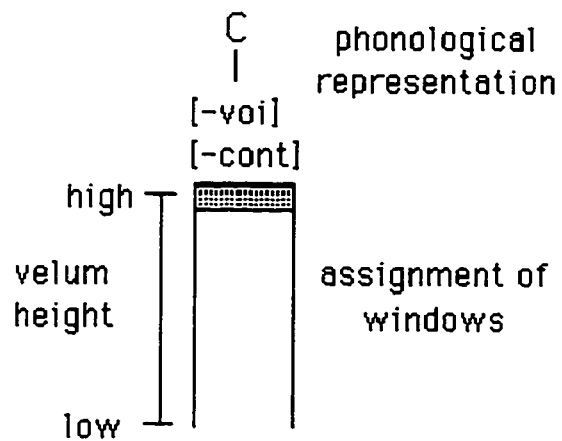 C
phonological
representation
[-voi]
[-cont]
high
velum
height
assignment of
windows
low